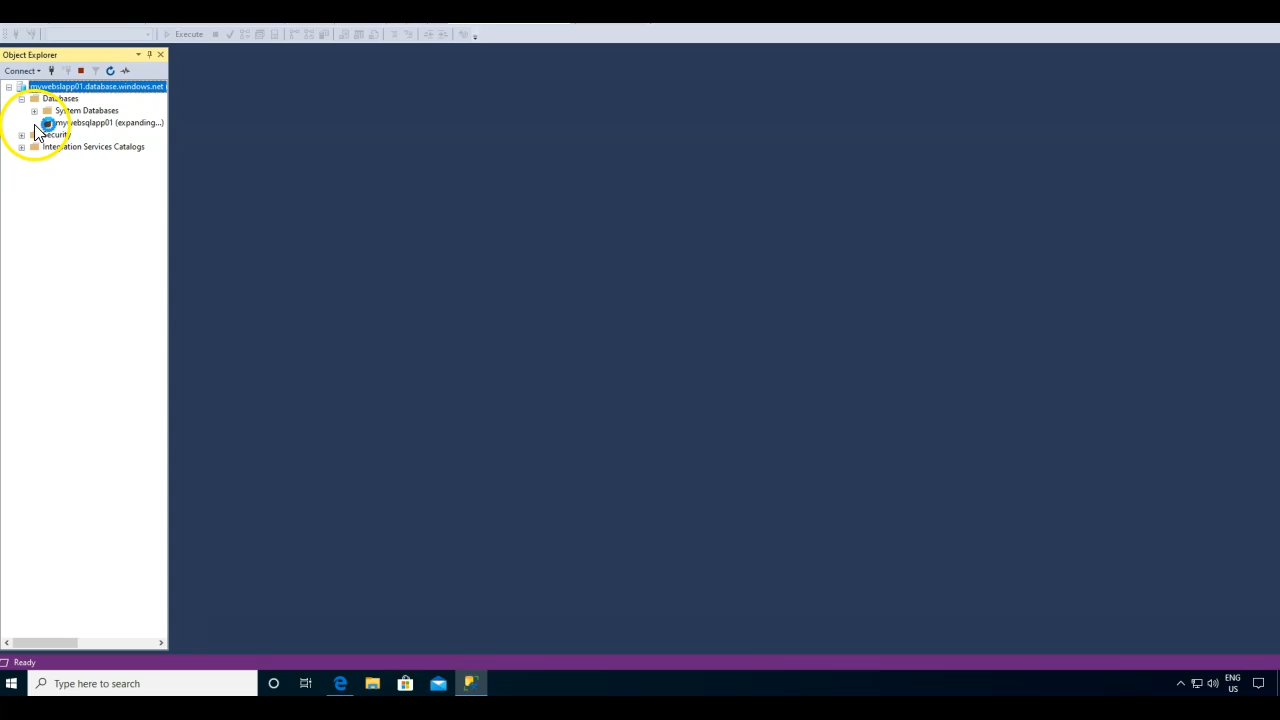 Execute
Object Explorer
Connect
mywebslapp01.database.windows.net (
Databases
System Databases
mywebsqlapp01 (expanding...)
Security
Integration Services Catalogs
Ready
Type here to search
ENG
US